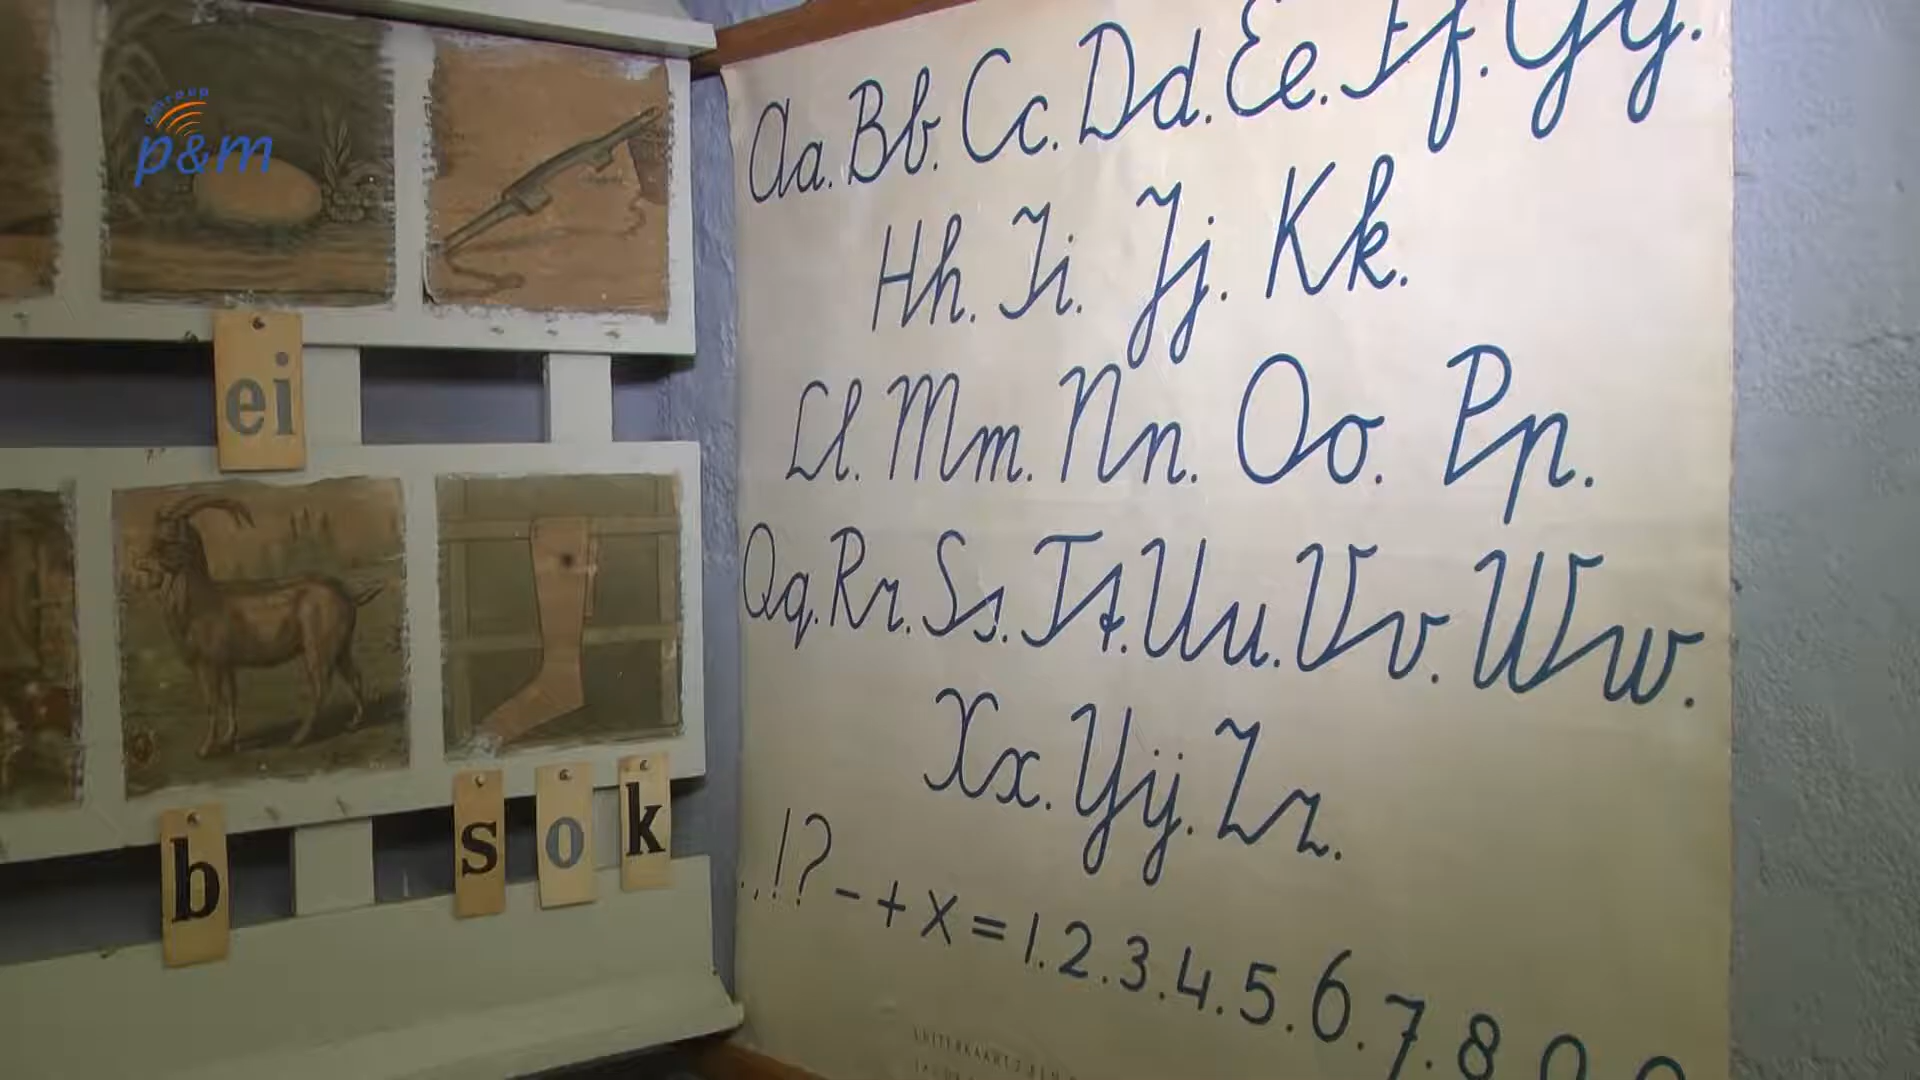 Group
p&m
ei
b
s o k
Aa. Bb. Cc. Dd. Ee. Ff. Gg.
Hh. Ii. Jj. Kk.
Ll. Mm. Nn. Oo. Pp.
Qq. Rr. Ss. Tt. Uu. Vv. Ww.
Xx. Yij. Zz.
.,!? - + x = 1. 2. 3. 4. 5. 6. 7. 8